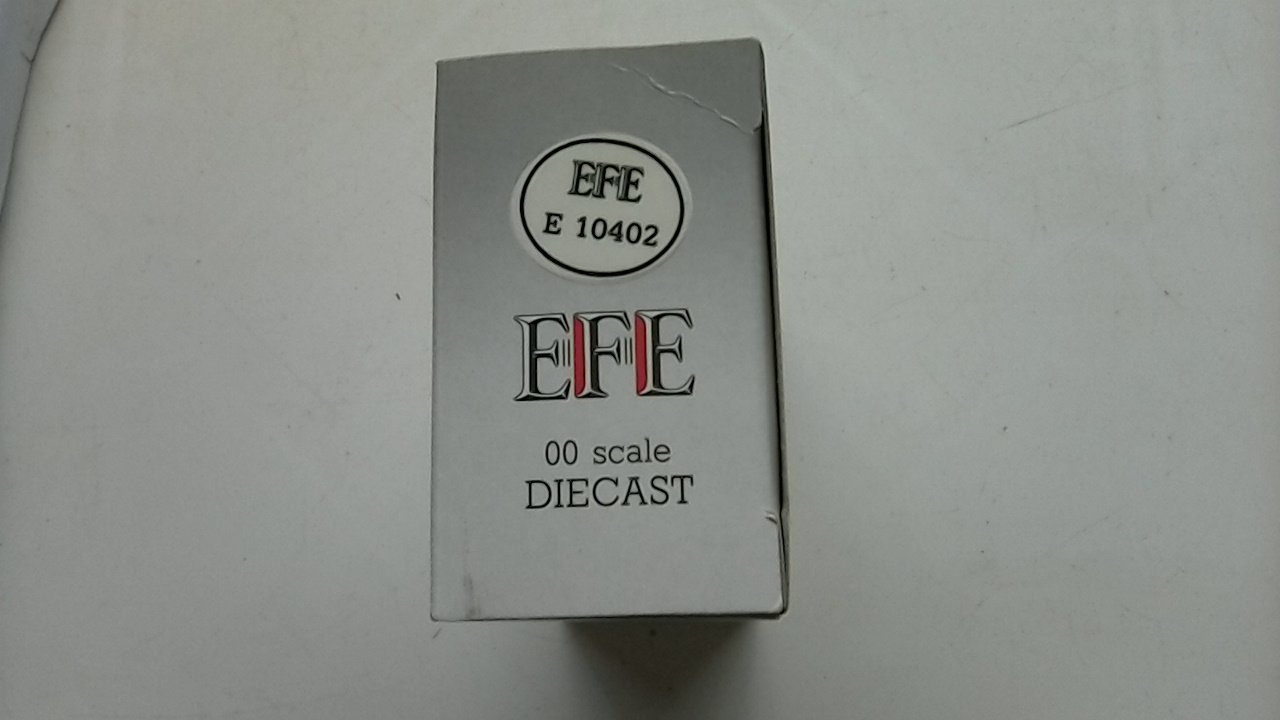 EFE
E 10402
EFE
00 scale
DIECAST